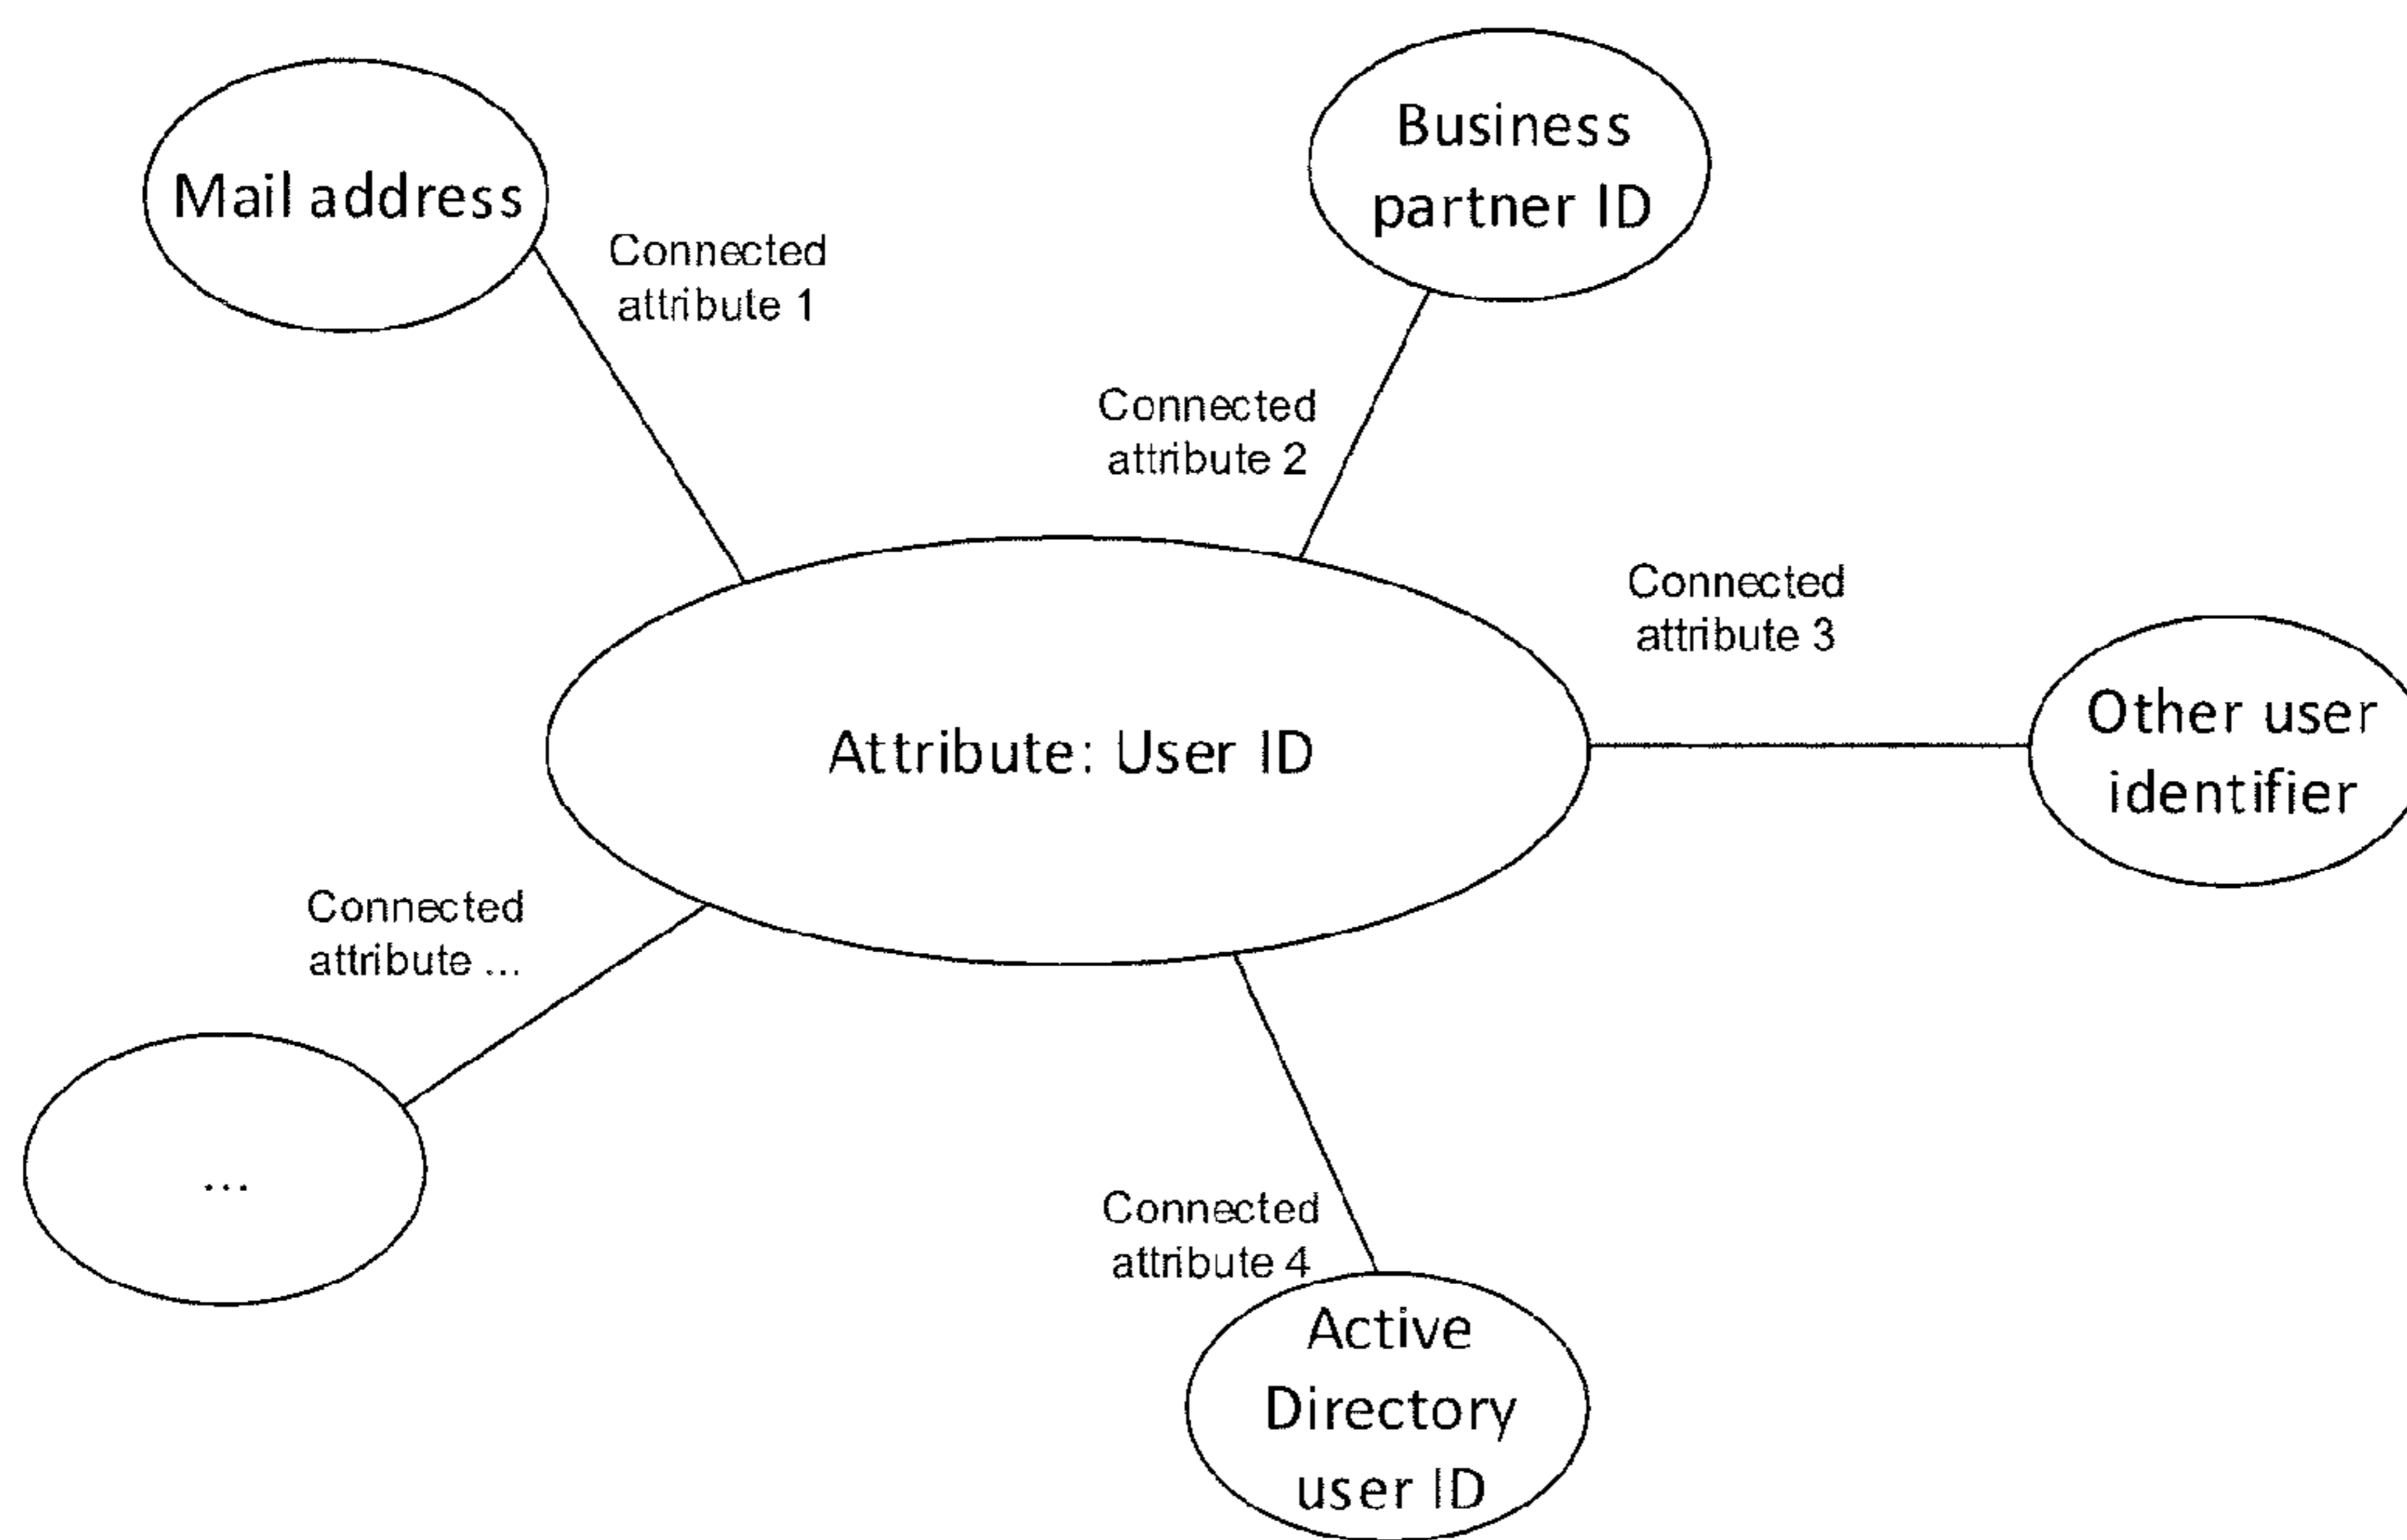 Business
partner ID
Mail address
Connected
attribute 1
Connected
attribute 2
Connected
attribute 3
Other user
identifier
Attribute: User ID
Connected
attribute ...
...
Connected
attribute 4
Active
Directory
user ID